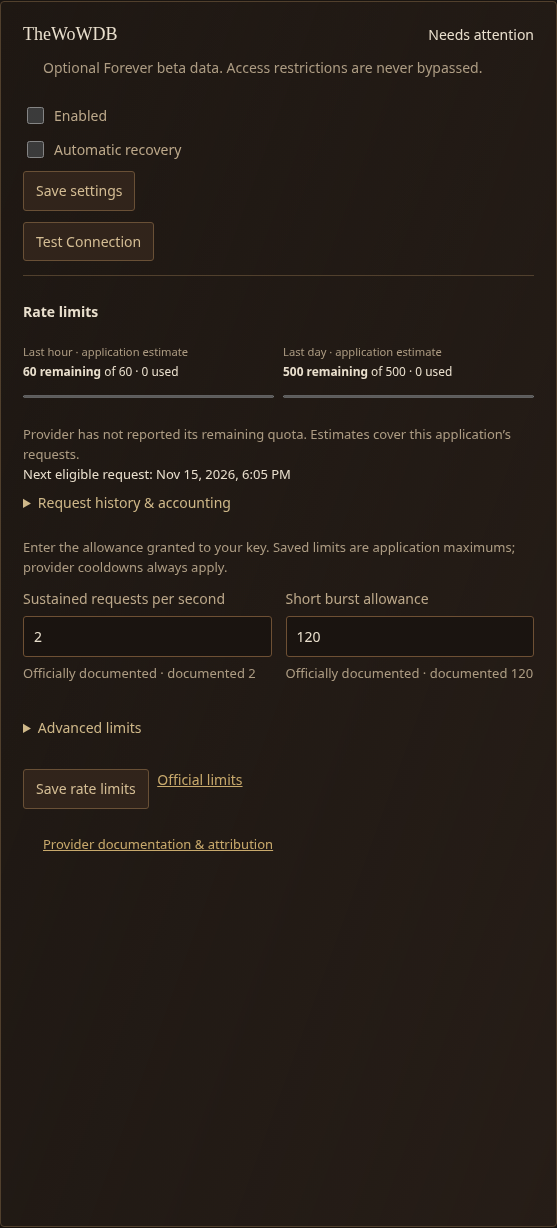 TheWoWDB
Needs attention
Optional Forever beta data. Access restrictions are never bypassed.
Enabled
Automatic recovery
Save settings
Test Connection
Rate limits
Last hour · application estimate
60 remaining of 60 · 0 used
Last day · application estimate
500 remaining of 500 · 0 used
Provider has not reported its remaining quota. Estimates cover this application's
requests.
Next eligible request: Nov 15, 2026, 6:05 PM
Request history & accounting
Enter the allowance granted to your key. Saved limits are application maximums;
provider cooldowns always apply.
Sustained requests per second
2
Officially documented · documented 2
Short burst allowance
120
Officially documented · documented 120
Advanced limits
Save rate limits
Official limits
Provider documentation & attribution